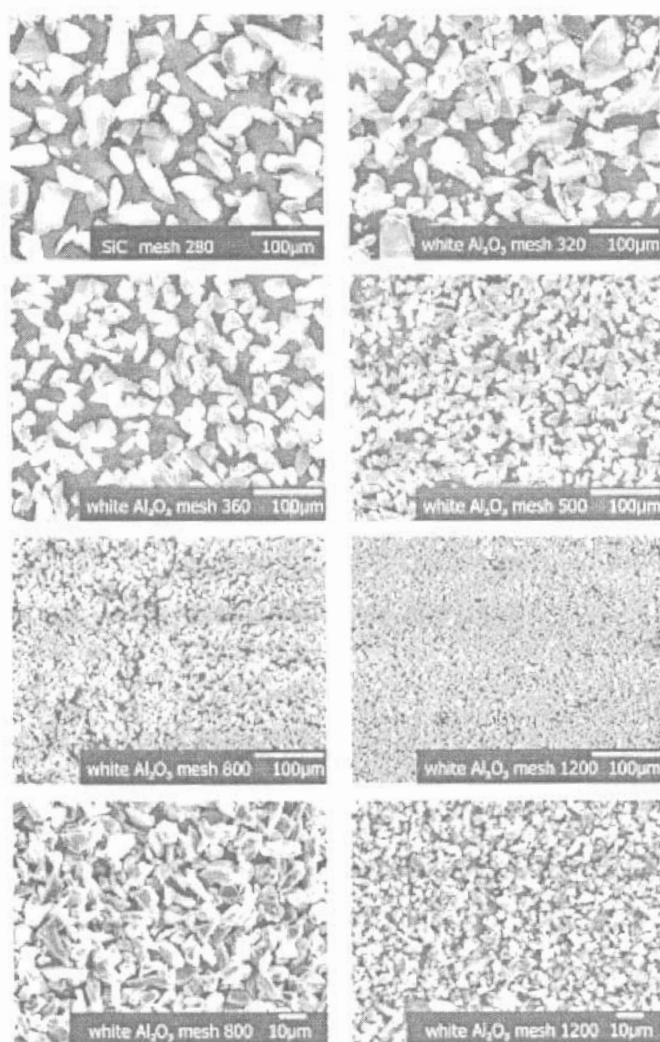 SiC mesh 280 100µm
white Al₂O₃ mesh 320 100µm
white Al₂O₃ mesh 360 100µm
white Al₂O₃ mesh 500 100µm
white Al₂O₃ mesh 800 100µm
white Al₂O₃ mesh 1200 100µm
white Al₂O₃ mesh 800 10µm
white Al₂O₃ mesh 1200 10µm